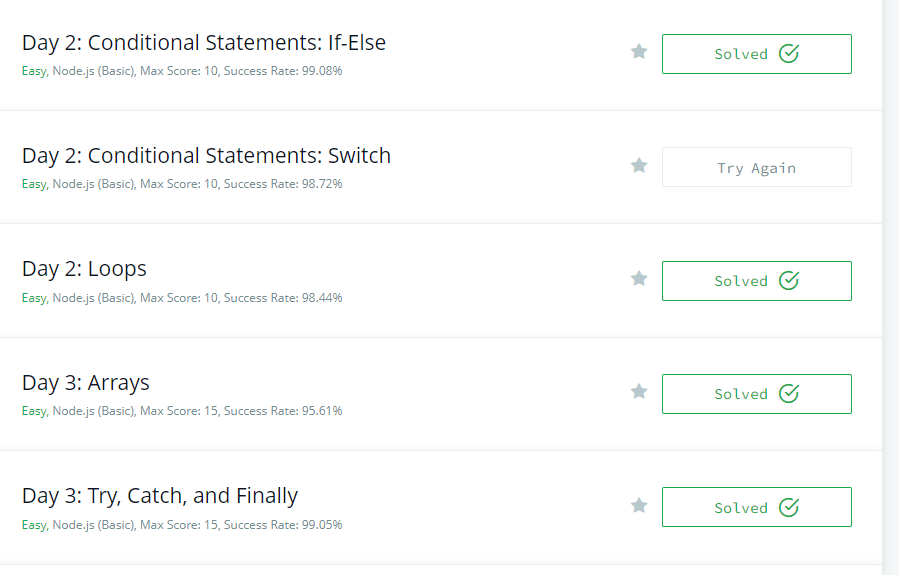 Day 2: Conditional Statements: If-Else
Easy, Node.js (Basic), Max Score: 10, Success Rate: 99.08%
Solved
Day 2: Conditional Statements: Switch
Easy, Node.js (Basic), Max Score: 10, Success Rate: 98.72%
Try Again
Day 2: Loops
Easy, Node.js (Basic), Max Score: 10, Success Rate: 98.44%
Solved
Day 3: Arrays
Easy, Node.js (Basic), Max Score: 15, Success Rate: 95.61%
Solved
Day 3: Try, Catch, and Finally
Easy, Node.js (Basic), Max Score: 15, Success Rate: 99.05%
Solved